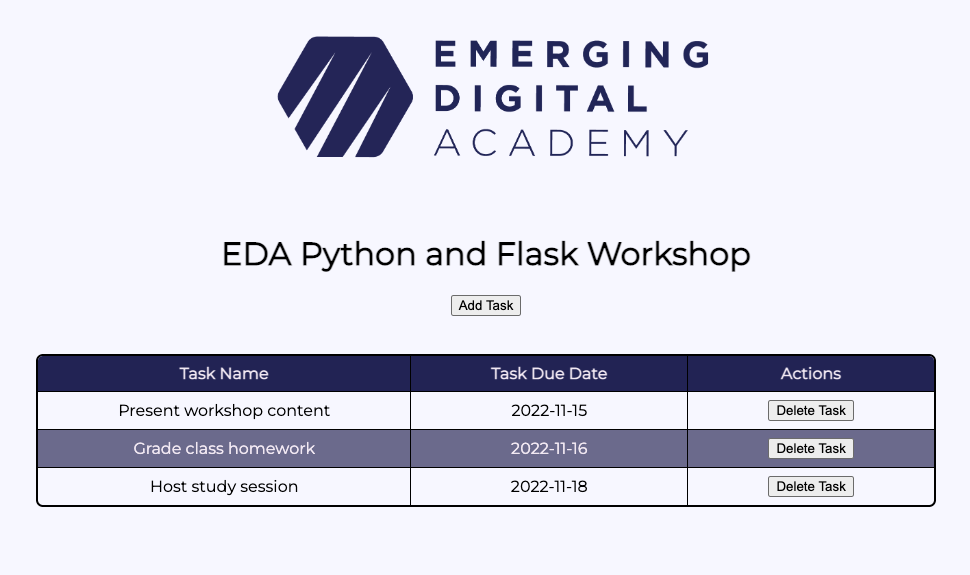 EMERGING
DIGITAL
ACADEMY
EDA Python and Flask Workshop
Add Task
Task Name Task Due Date Actions
Present workshop content 2022-11-15 Delete Task
Grade class homework 2022-11-16 Delete Task
Host study session 2022-11-18 Delete Task